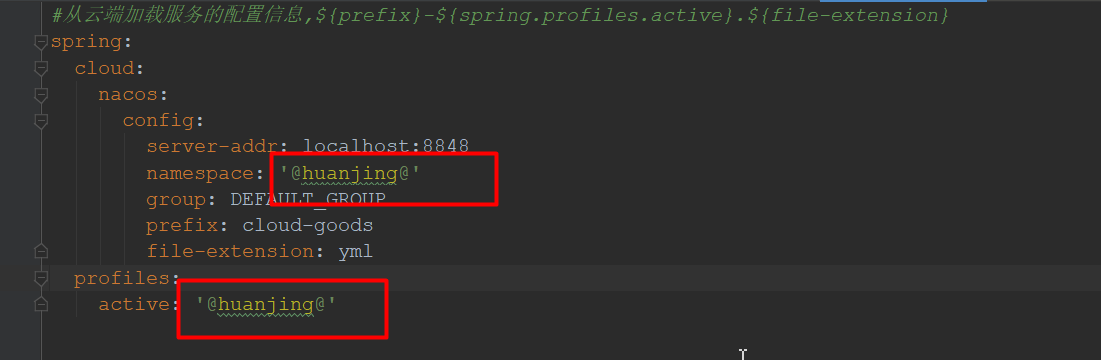 #从云端加载服务的配置信息,${prefix}-${spring.profiles.active}.${file-extension}
spring:
  cloud:
    nacos:
      config:
        server-addr: localhost:8848
        namespace: '@huanjing@'
        group: DEFAULT_GROUP
        prefix: cloud-goods
        file-extension: yml
  profiles:
    active: '@huanjing@'